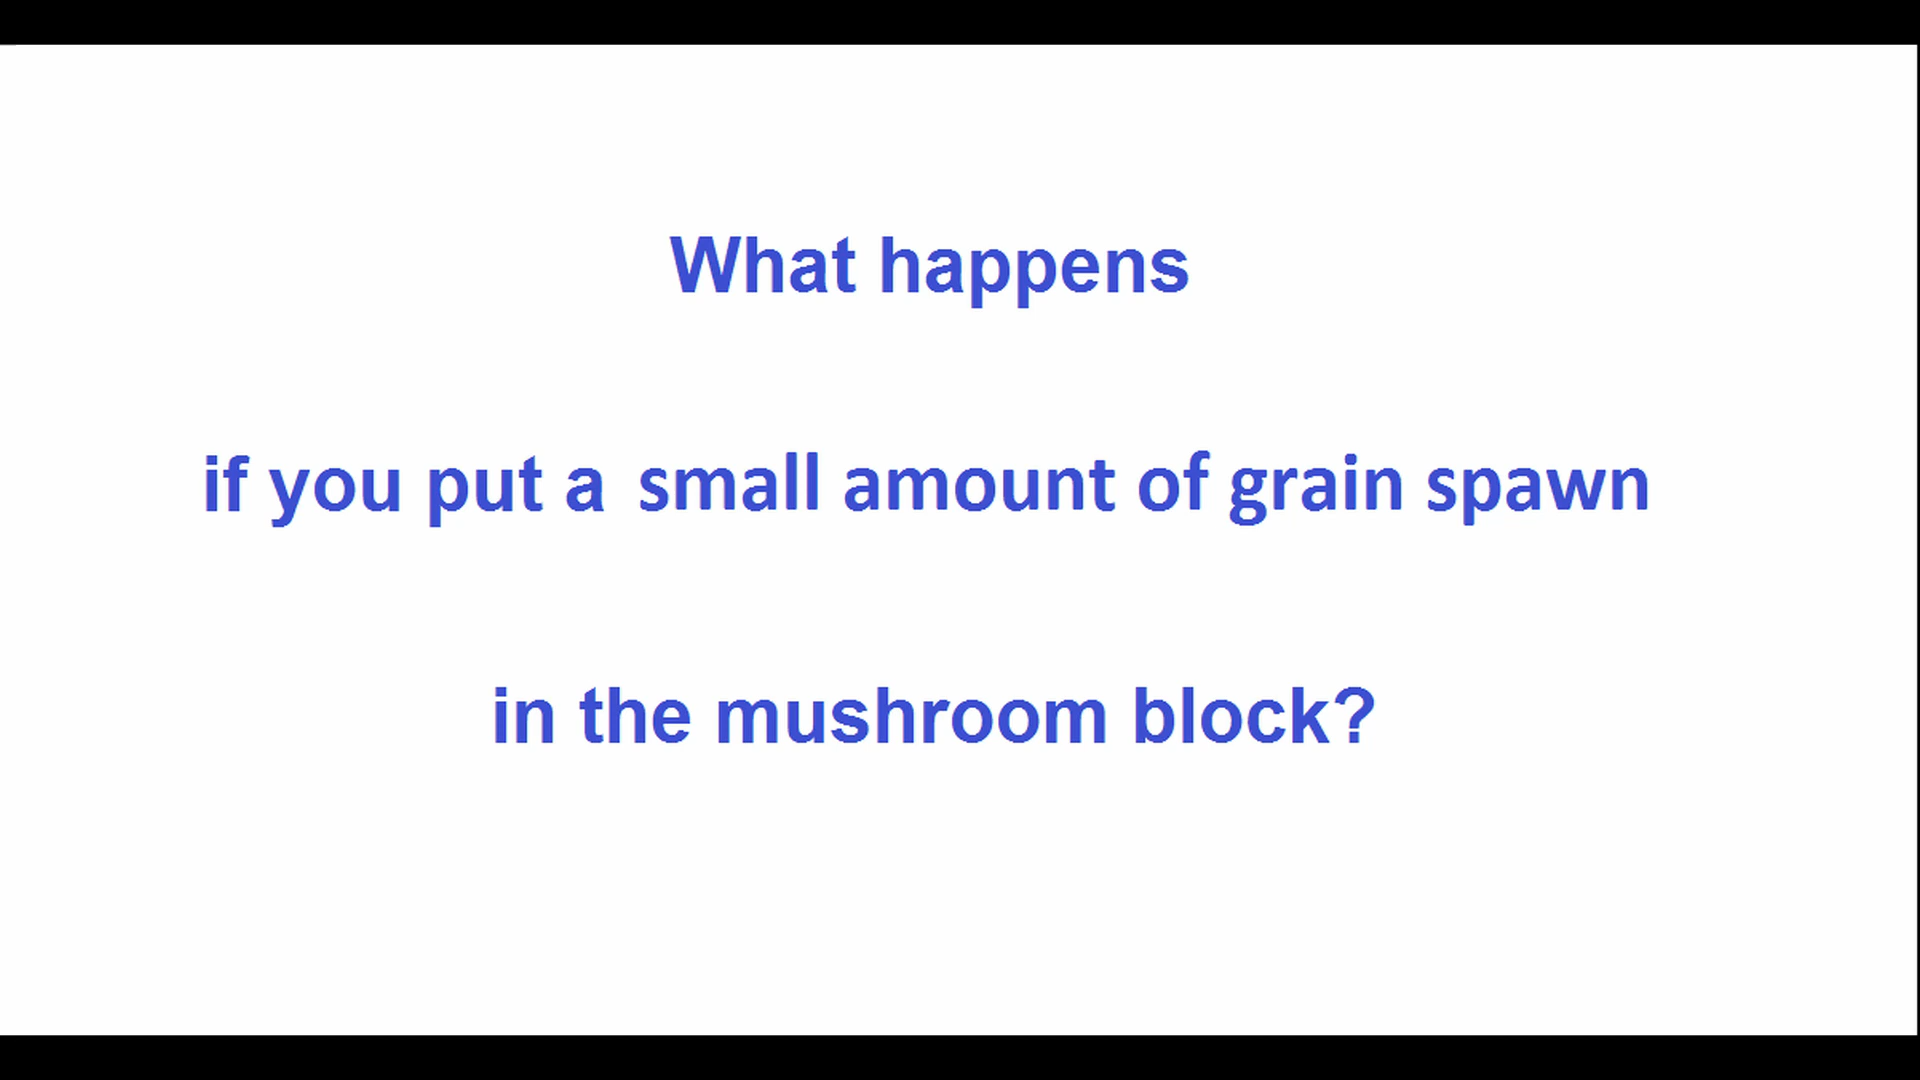 What happens
if you put a small amount of grain spawn
in the mushroom block?